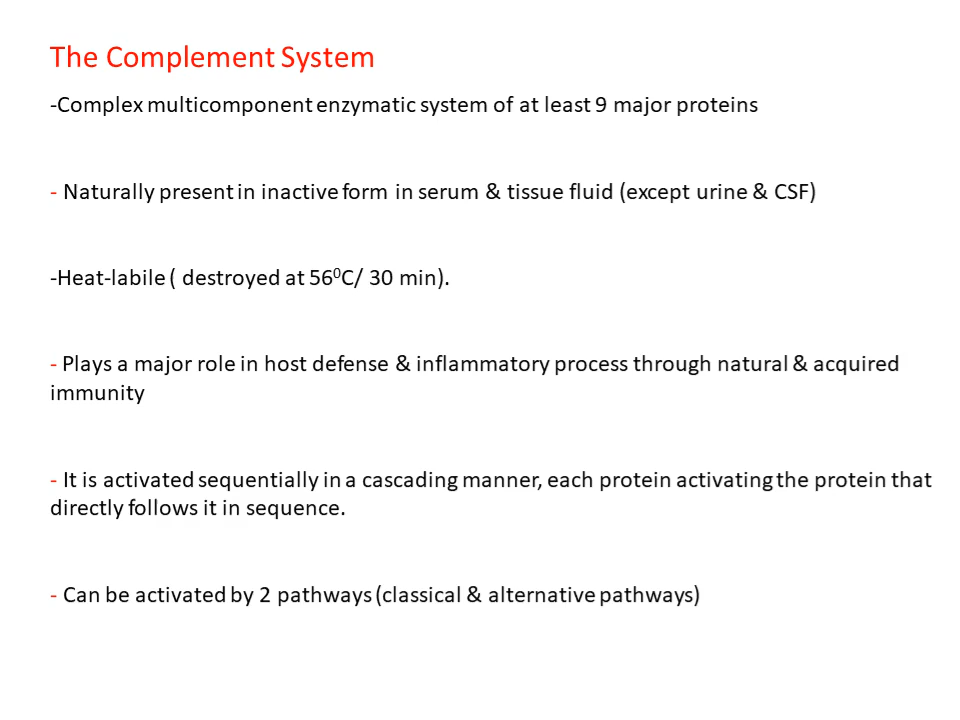 The Complement System
-Complex multicomponent enzymatic system of at least 9 major proteins
- Naturally present in inactive form in serum & tissue fluid (except urine & CSF)
-Heat-labile ( destroyed at 56⁰C/ 30 min).
- Plays a major role in host defense & inflammatory process through natural & acquired
immunity
- It is activated sequentially in a cascading manner, each protein activating the protein that
directly follows it in sequence.
- Can be activated by 2 pathways (classical & alternative pathways)